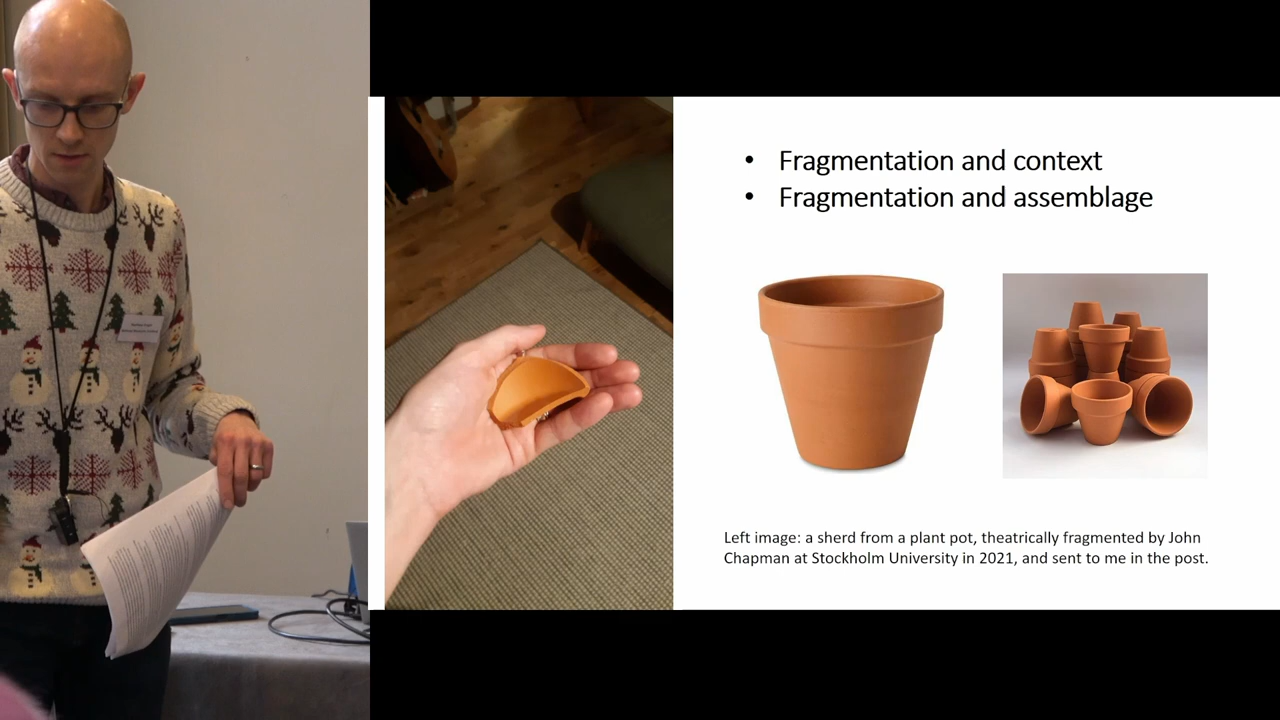 • Fragmentation and context
• Fragmentation and assemblage
Left image: a sherd from a plant pot, theatrically fragmented by John
Chapman at Stockholm University in 2021, and sent to me in the post.